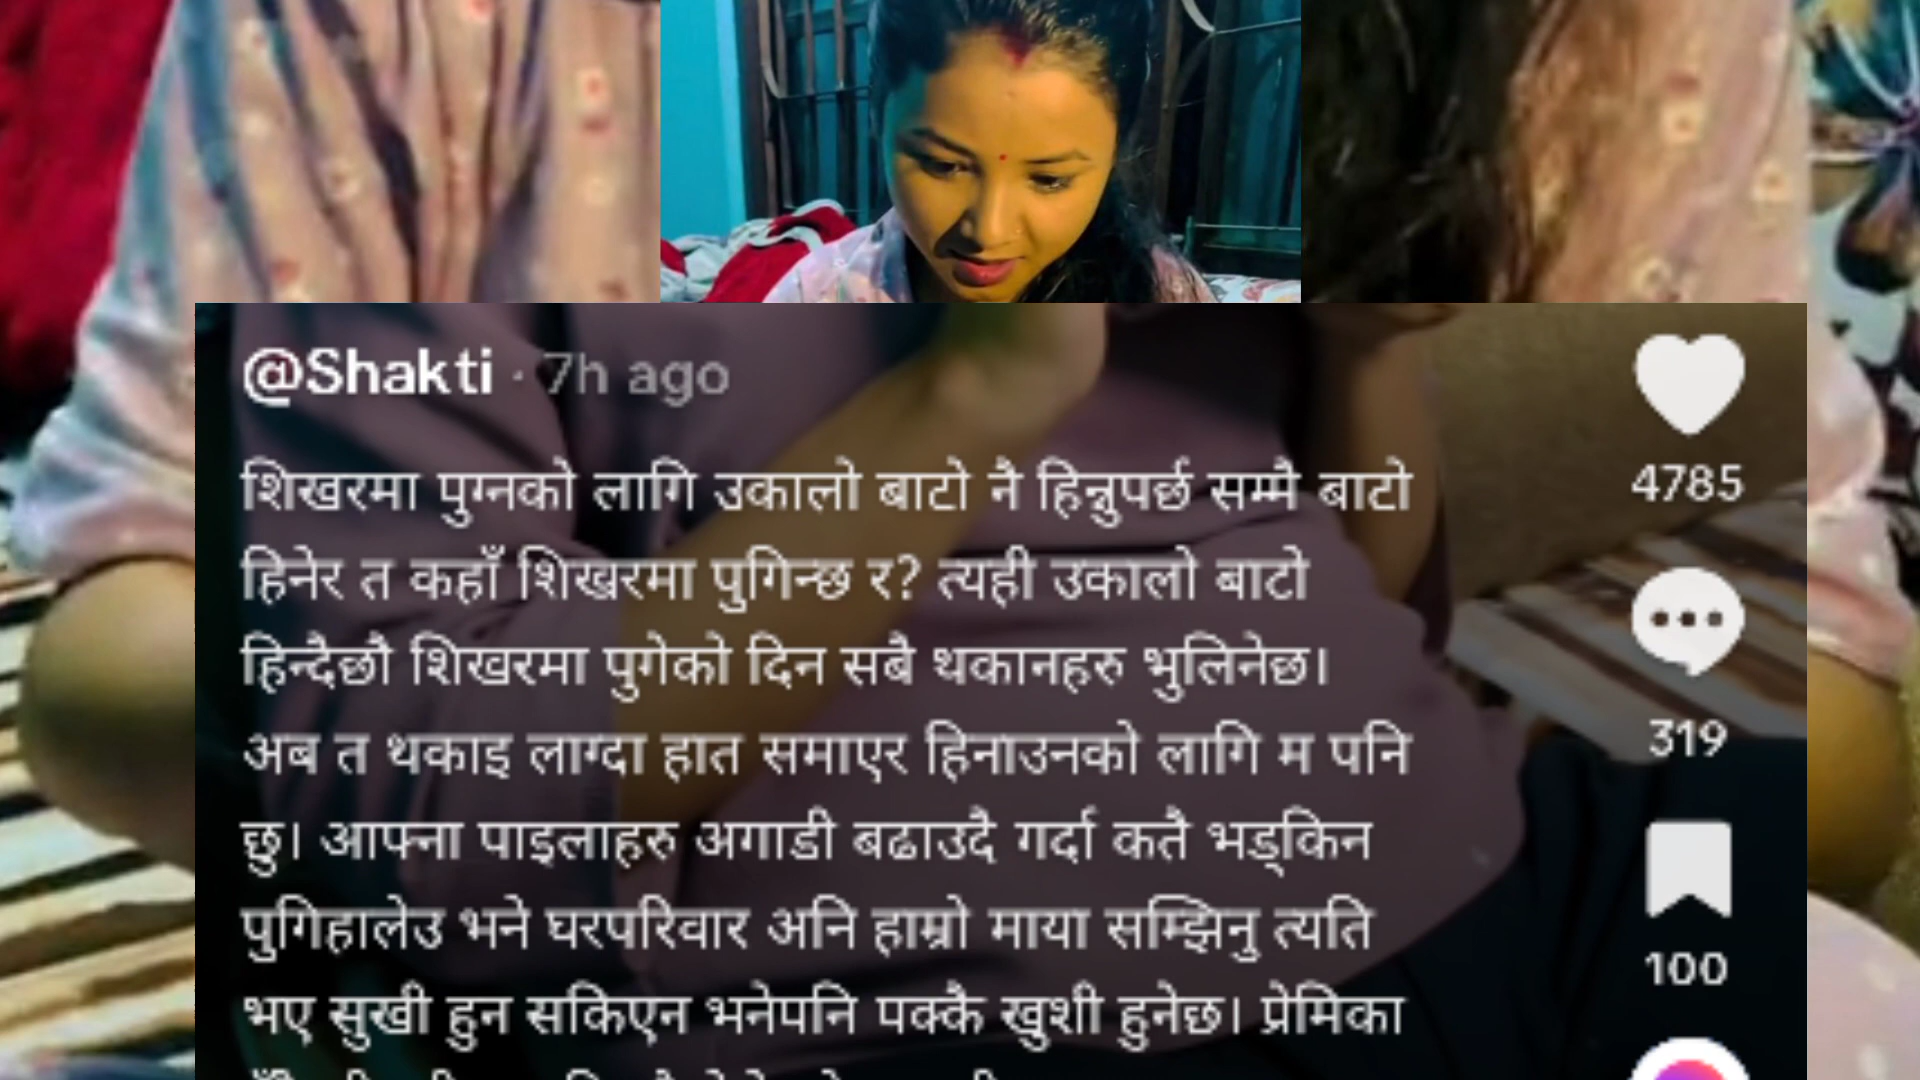 @Shakti · 7h ago
4785
शिखरमा पुग्नको लागि उकालो बाटो नै हिन्नुपर्छ सम्मै बाटो
हिनेर त कहाँ शिखरमा पुगिन्छ र? त्यही उकालो बाटो
हिन्दैछौ शिखरमा पुगेको दिन सबै थकानहरु भुलिनेछ।
319
अब त थकाइ लाग्दा हात समाएर हिनाउनको लागि म पनि
छु। आफ्ना पाइलाहरु अगाडी बढाउदै गर्दा कतै भड्किन
पुगिहालेउ भने घरपरिवार अनि हाम्रो माया सम्झिनु त्यति
100
भए सुखी हुन सकिएन भनेपनि पक्कै खुशी हुनेछ। प्रेमिका